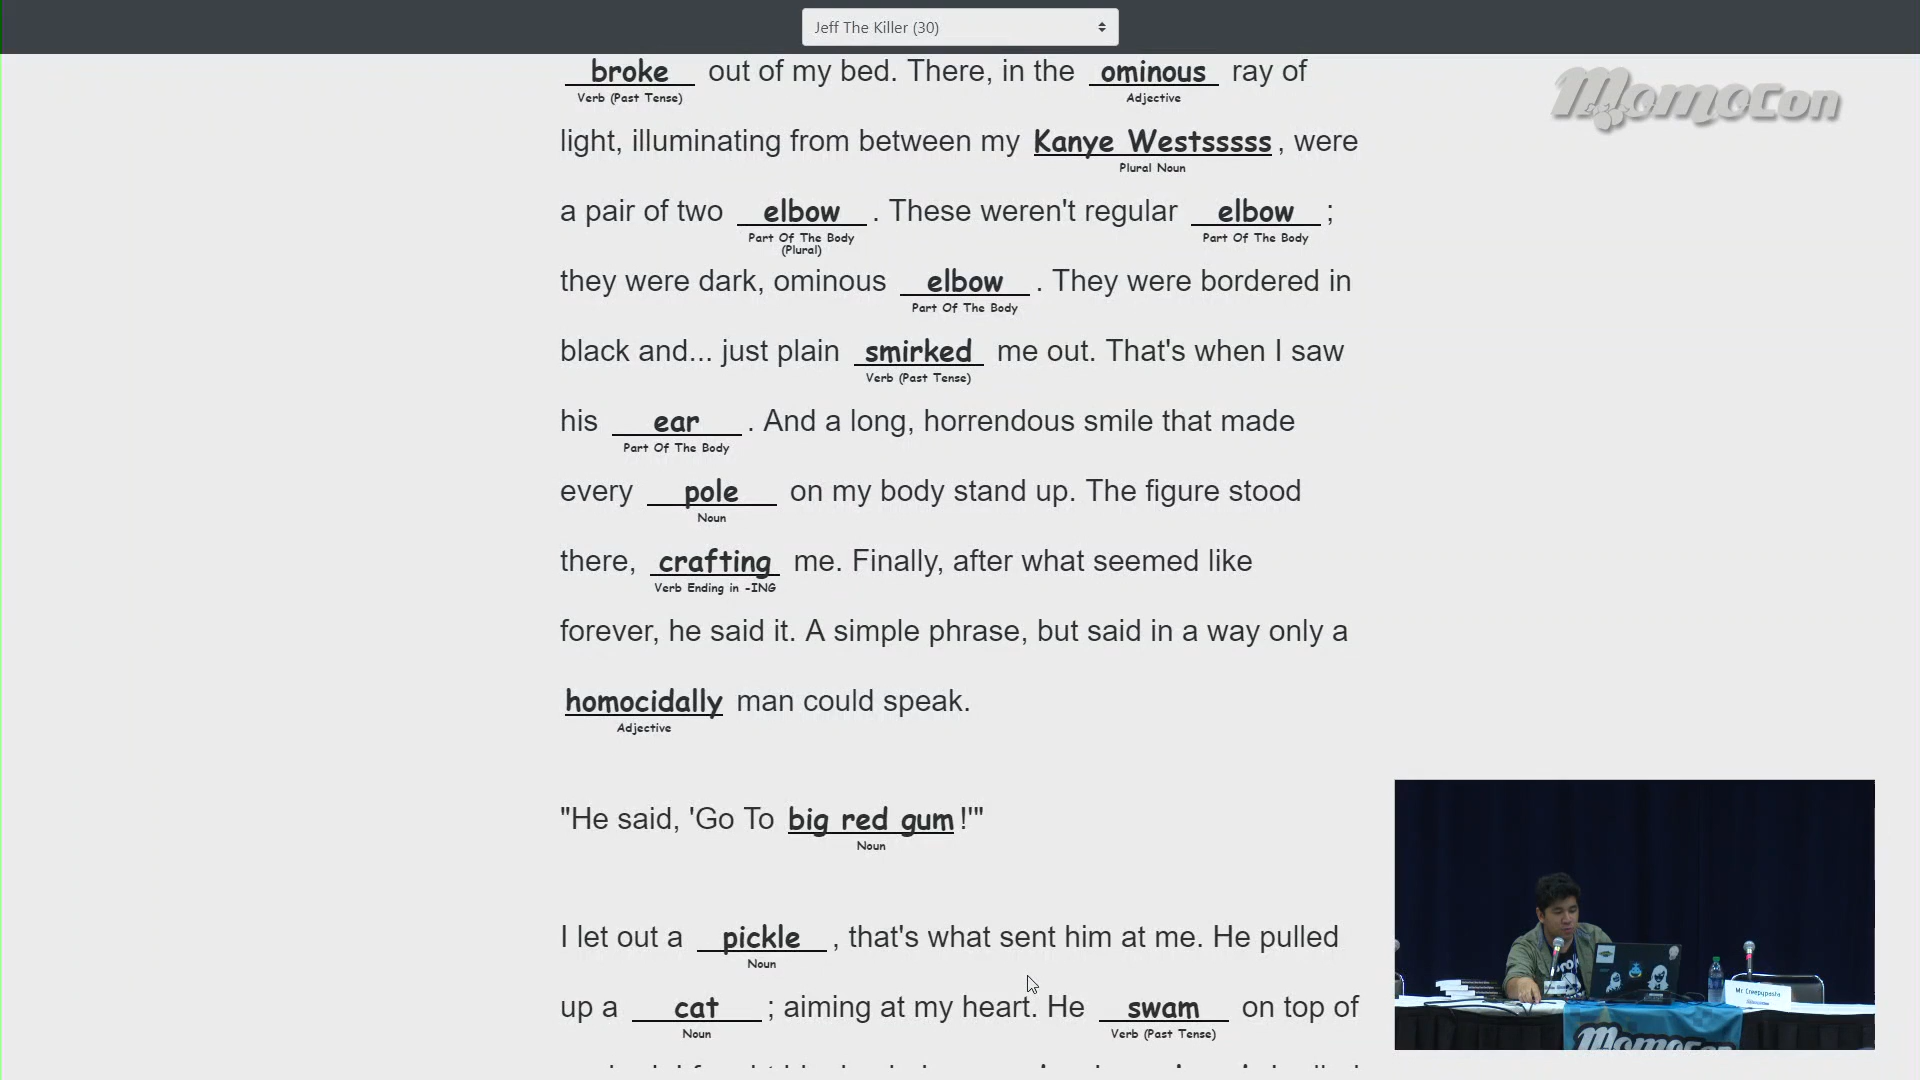 Jeff The Killer (30)
MomoCon
broke out of my bed. There, in the ominous ray of
Verb (Past Tense) Adjective
light, illuminating from between my Kanye Westsssss, were
Plural Noun
a pair of two elbow. These weren't regular elbow;
Part Of The Body Part Of The Body
(Plural)
they were dark, ominous elbow. They were bordered in
Part Of The Body
black and... just plain smirked me out. That's when I saw
Verb (Past Tense)
his ear. And a long, horrendous smile that made
Part Of The Body
every pole on my body stand up. The figure stood
Noun
there, crafting me. Finally, after what seemed like
Verb Ending in -ING
forever, he said it. A simple phrase, but said in a way only a
homocidally man could speak.
Adjective
"He said, 'Go To big red gum!'"
Noun
I let out a pickle, that's what sent him at me. He pulled
Noun
up a cat; aiming at my heart. He swam on top of
Noun Verb (Past Tense)
Mr. Creepypasta
MomoCon